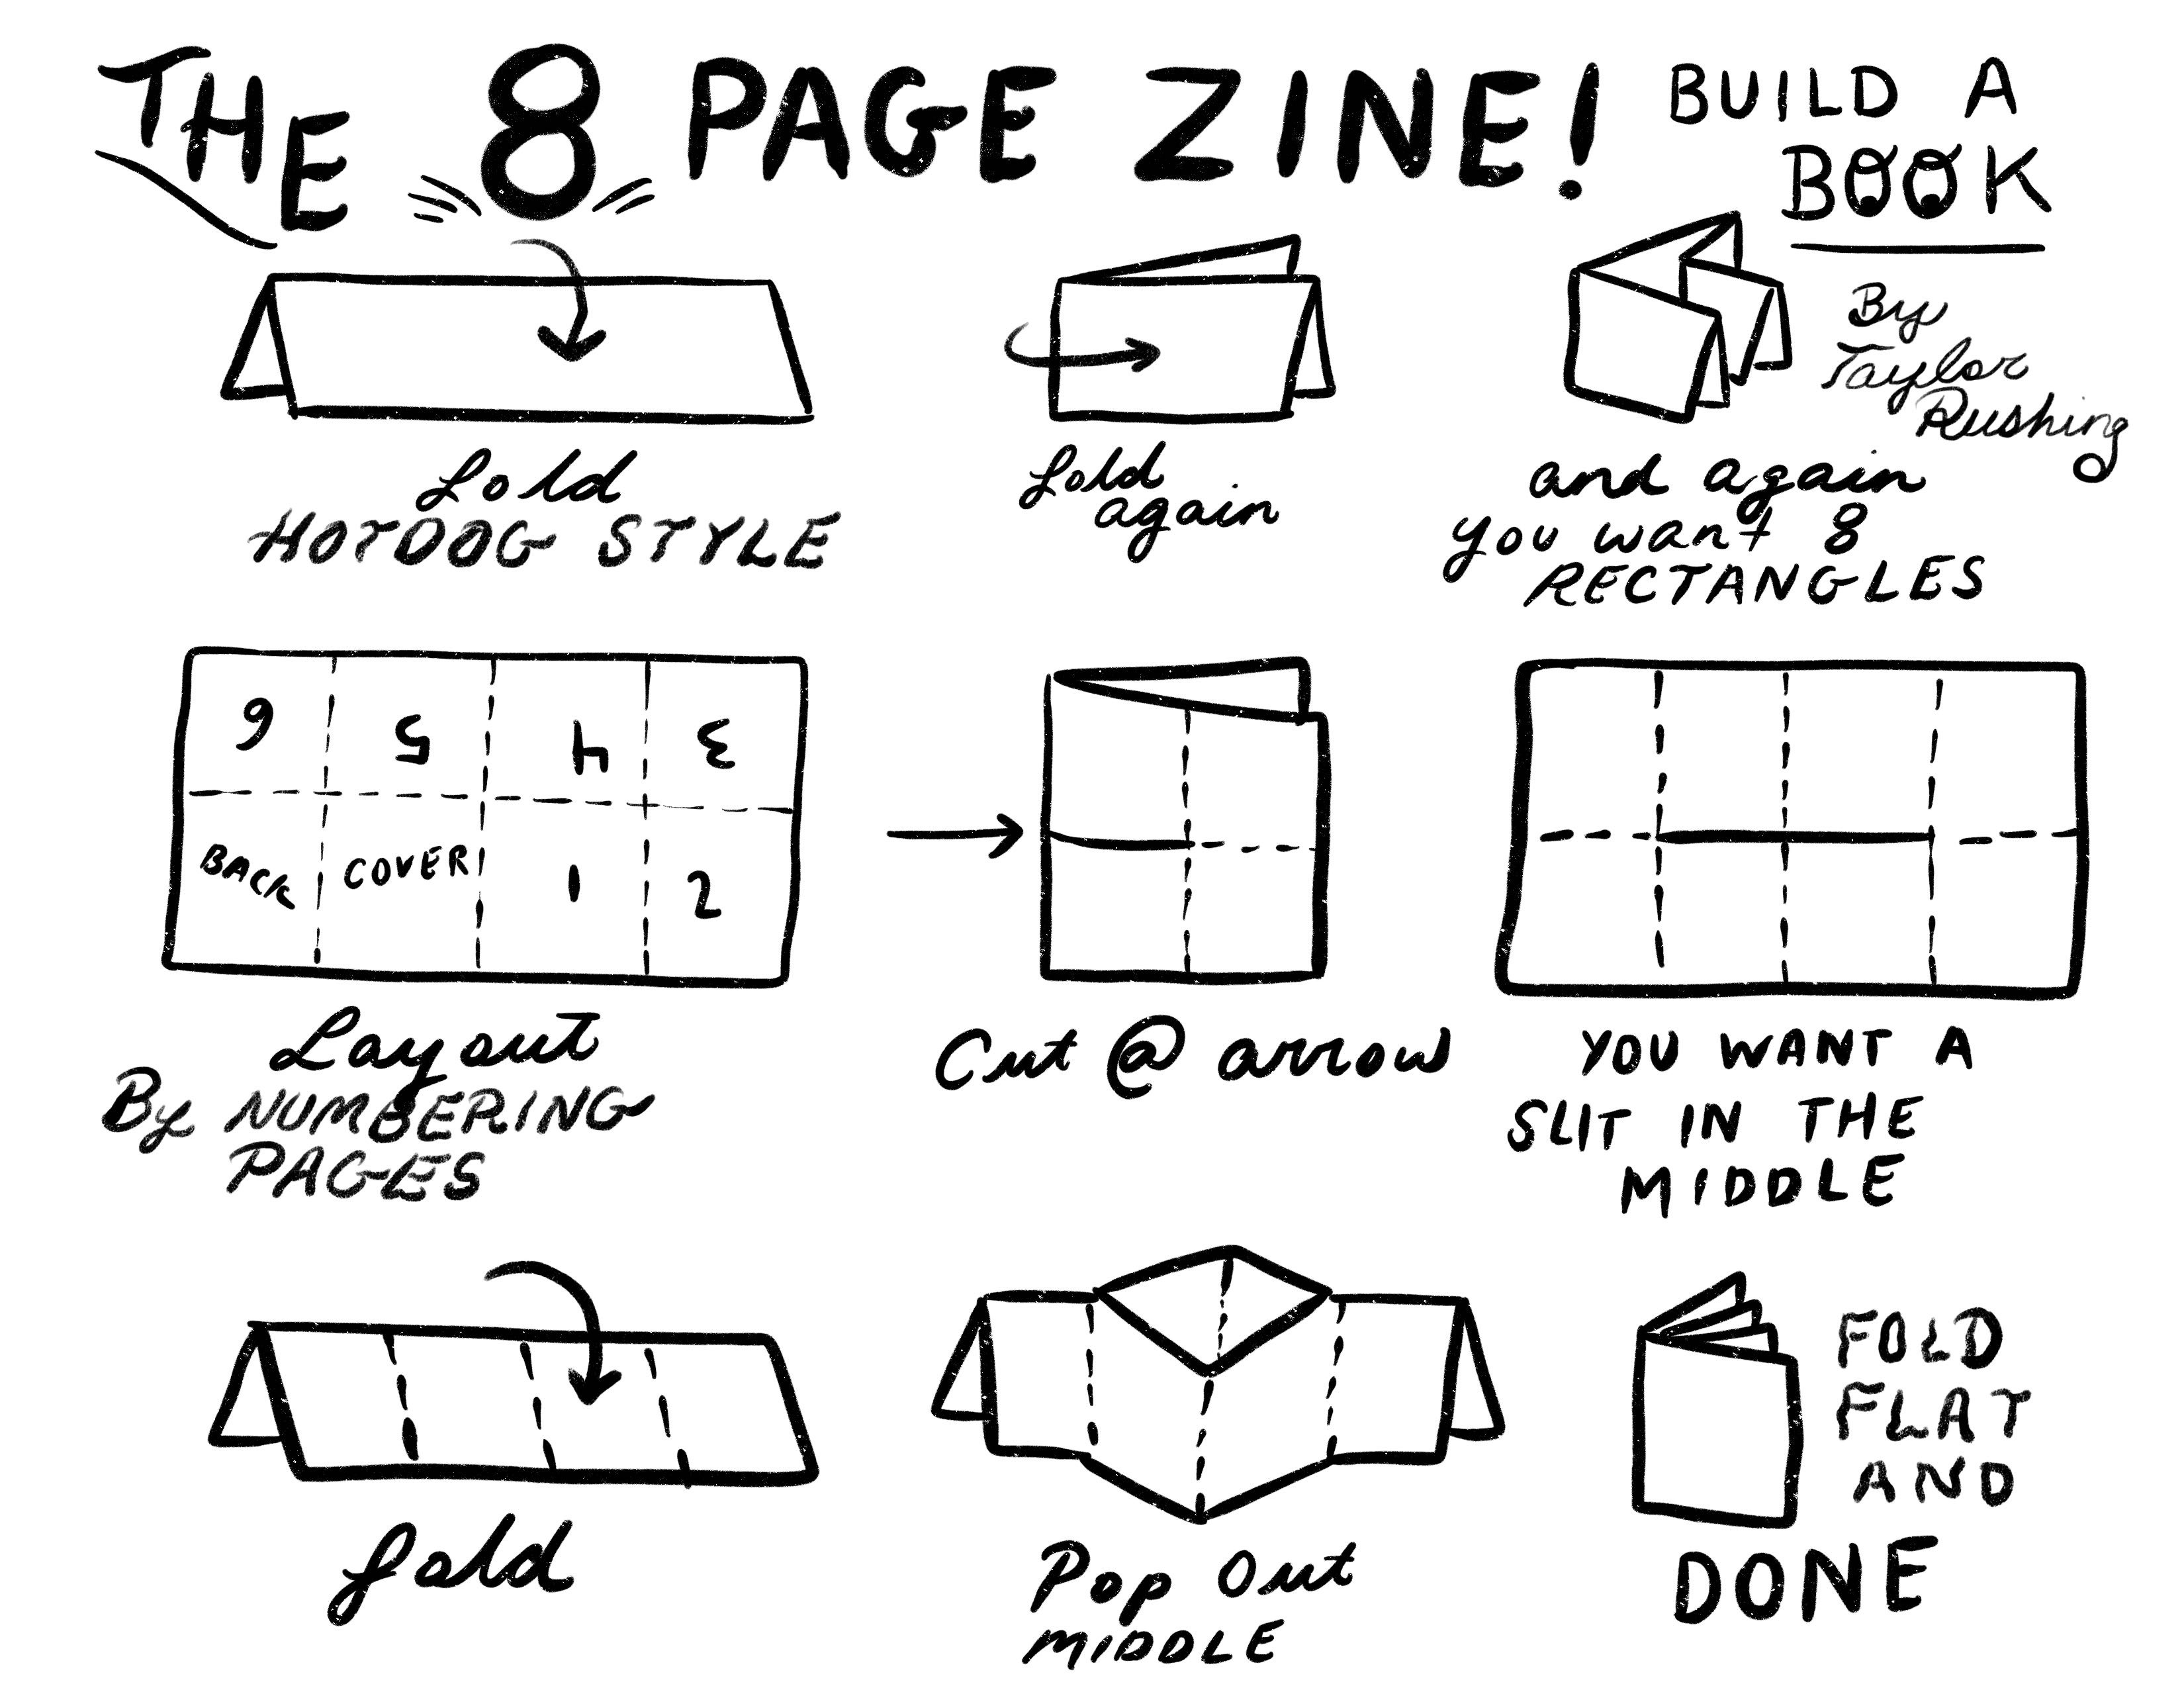 THE 8 PAGE ZINE!
BUILD A
BOOK
By
Taylor
Rushing
fold
HOTDOG STYLE
fold
again
and again
you want 8
RECTANGLES
6 5 4 3
BACK COVER 1 2
Layout
By NUMBERING
PAGES
Cut @ arrow
YOU WANT A
SLIT IN THE
MIDDLE
fold
Pop Out
MIDDLE
FOLD
FLAT
AND
DONE